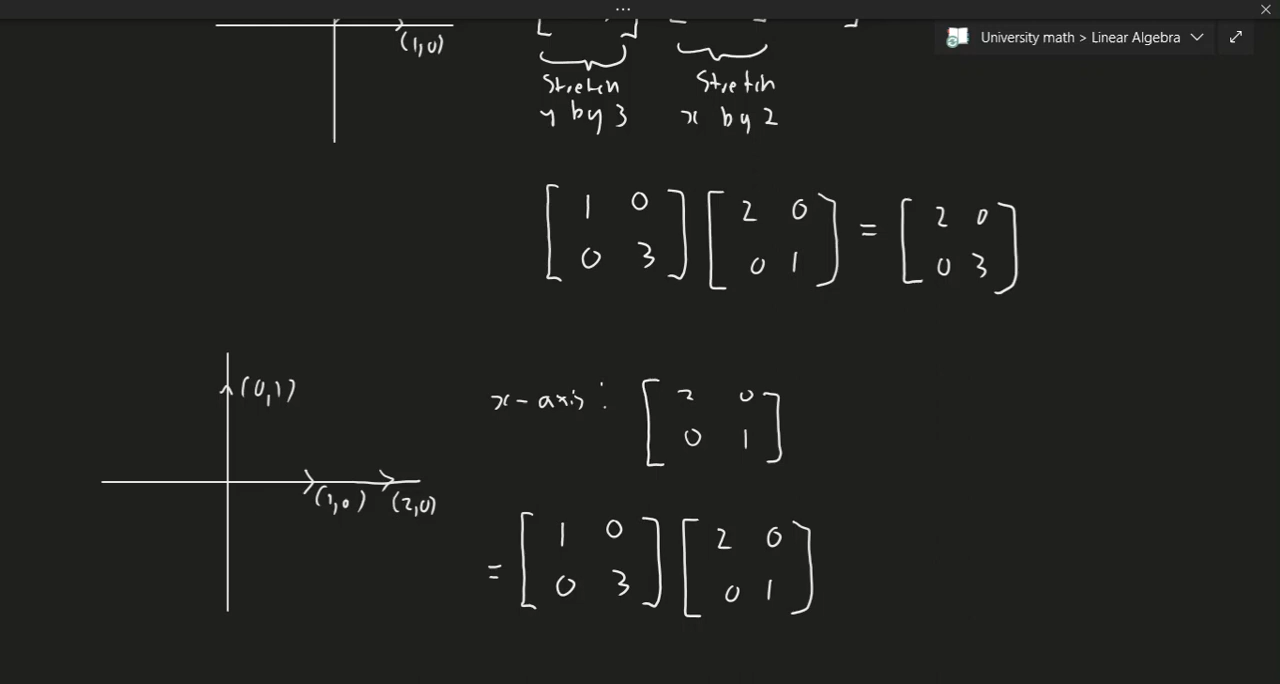 University math > Linear Algebra
(1,0)
Stretch y by 3
Stretch x by 2
[1 0] [2 0] = [2 0]
[0 3] [0 1] [0 3]
(0,1)
x-axis: [2 0]
[0 1]
(1,0) (2,0)
= [1 0] [2 0]
[0 3] [0 1]